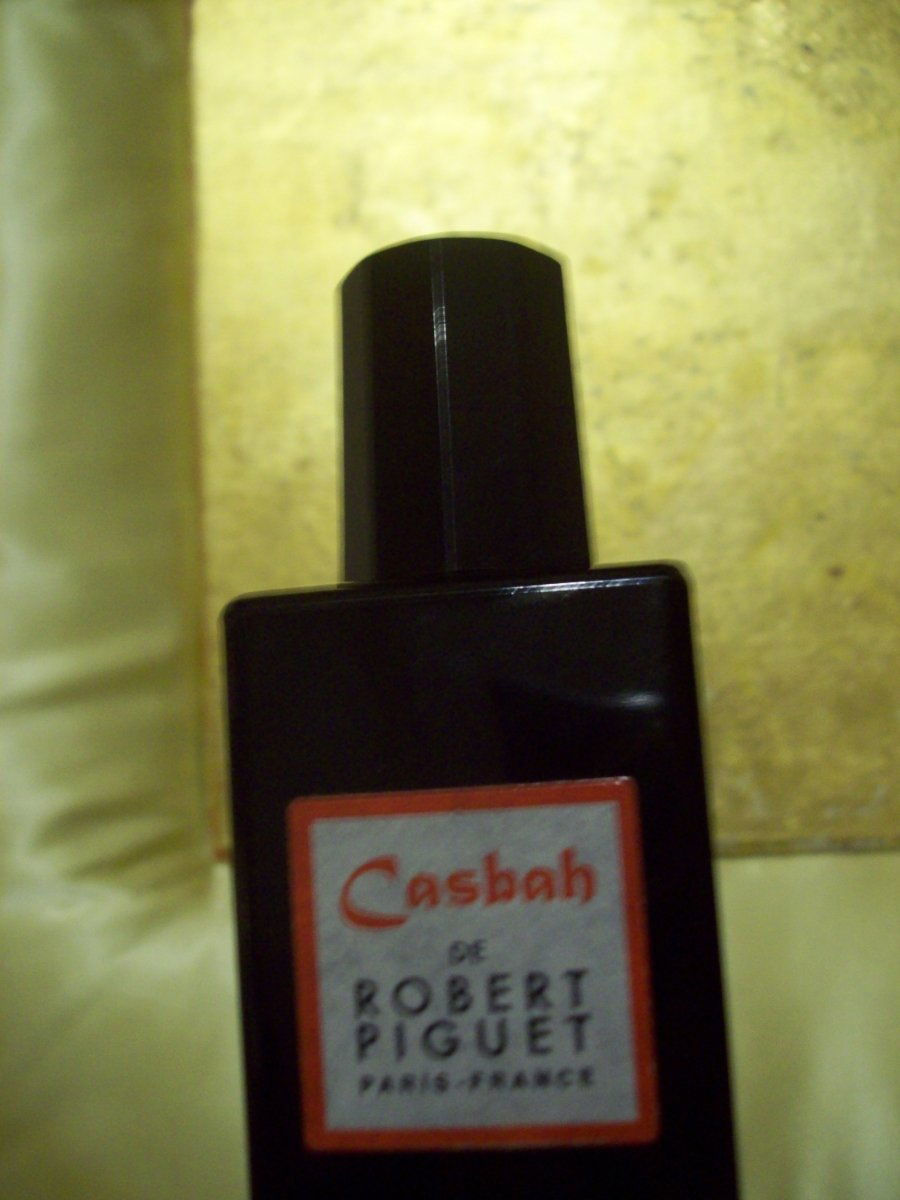 Casbah
DE
ROBERT
PIGUET
PARIS-FRANCE